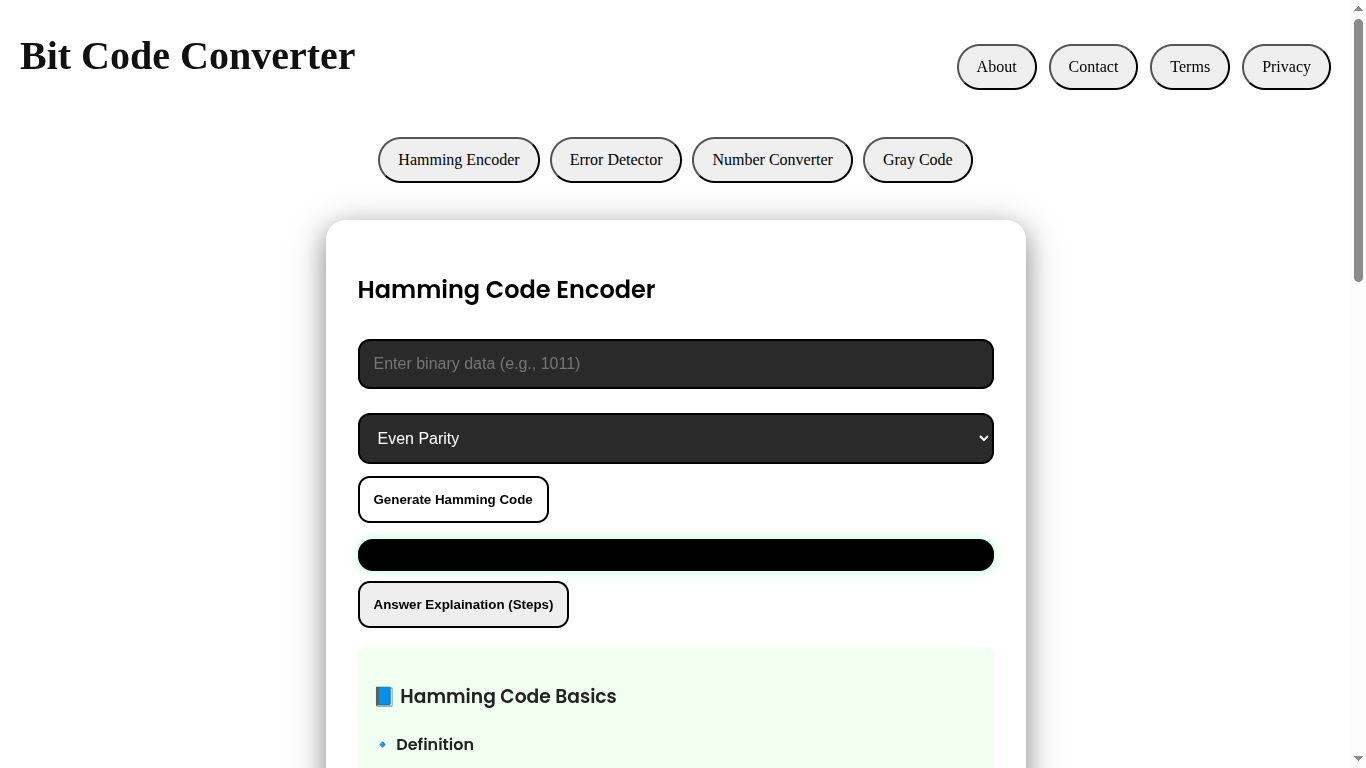 Bit Code Converter
About Contact Terms Privacy
Hamming Encoder Error Detector Number Converter Gray Code
Hamming Code Encoder
Enter binary data (e.g., 1011)
Even Parity
Generate Hamming Code
Answer Explaination (Steps)
📘 Hamming Code Basics
🔹 Definition